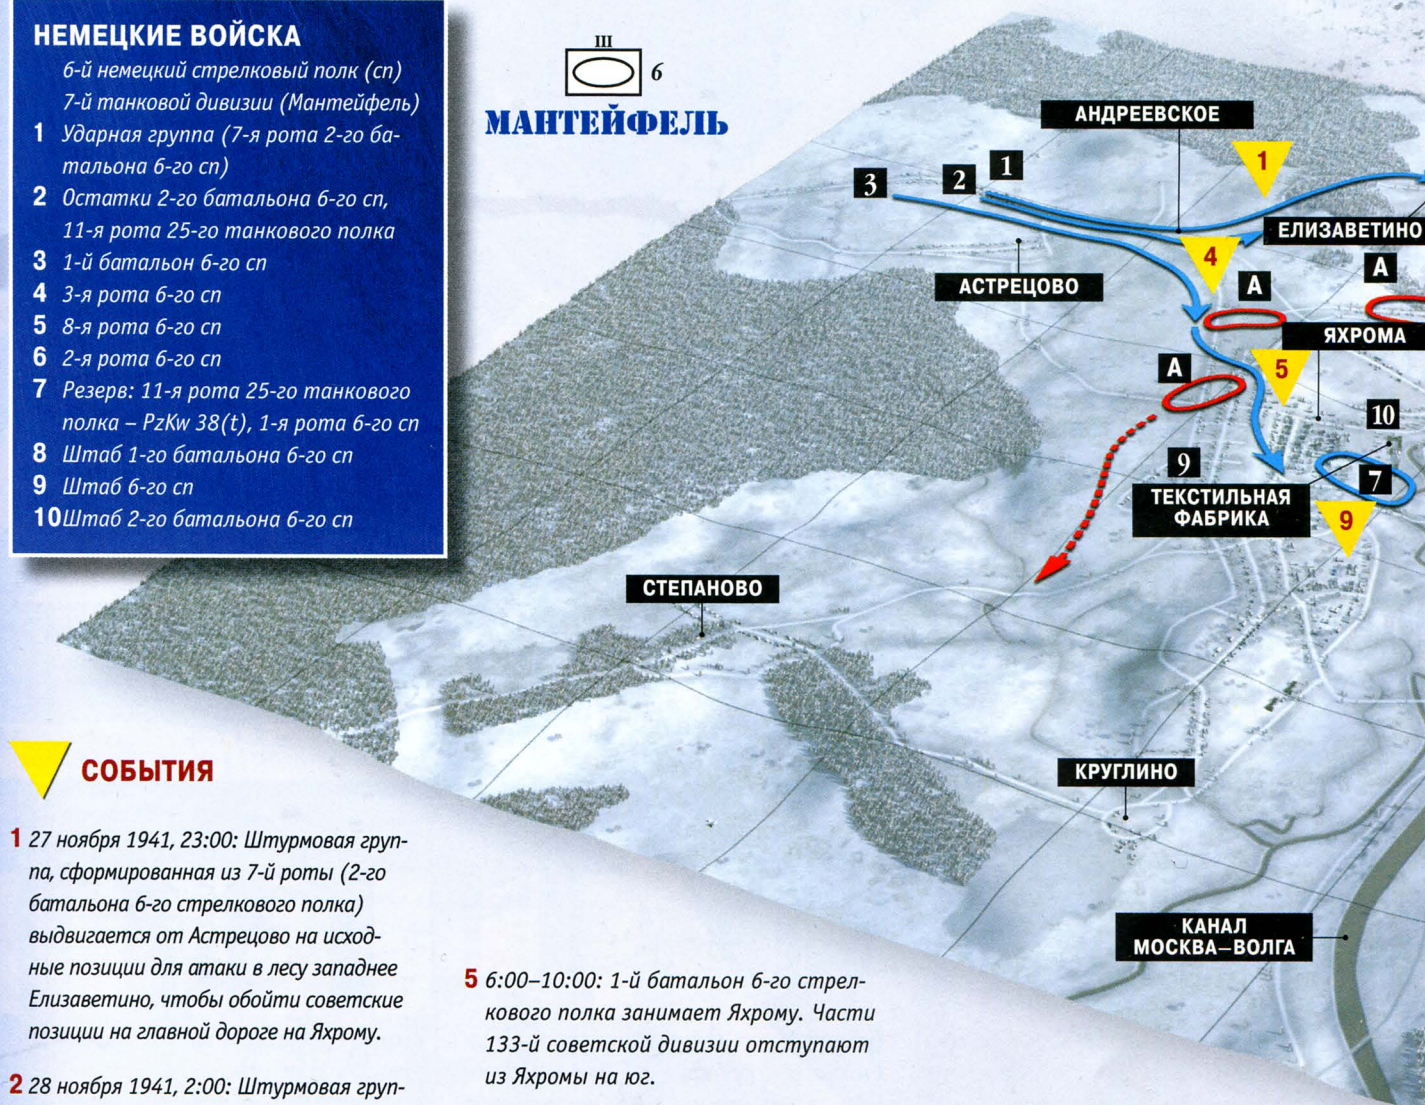 НЕМЕЦКИЕ ВОЙСКА
6-й немецкий стрелковый полк (сп)
7-й танковой дивизии (Мантейфель)
1 Ударная группа (7-я рота 2-го ба-
тальона 6-го сп)
2 Остатки 2-го батальона 6-го сп,
11-я рота 25-го танкового полка
3 1-й батальон 6-го сп
4 3-я рота 6-го сп
5 8-я рота 6-го сп
6 2-я рота 6-го сп
7 Резерв: 11-я рота 25-го танкового
полка – PzKw 38(t), 1-я рота 6-го сп
8 Штаб 1-го батальона 6-го сп
9 Штаб 6-го сп
10 Штаб 2-го батальона 6-го сп
III
6
МАНТЕЙФЕЛЬ
АНДРЕЕВСКОЕ
1
1
2
3
ЕЛИЗАВЕТИНО
4
А
А
АСТРЕЦОВО
ЯХРОМА
А
5
10
9
7
ТЕКСТИЛЬНАЯ
ФАБРИКА
9
СТЕПАНОВО
КРУГЛИНО
КАНАЛ
МОСКВА–ВОЛГА
СОБЫТИЯ
1 27 ноября 1941, 23:00: Штурмовая груп-
па, сформированная из 7-й роты (2-го
батальона 6-го стрелкового полка)
выдвигается от Астрецово на исход-
ные позиции для атаки в лесу западнее
Елизаветино, чтобы обойти советские
позиции на главной дороге на Яхрому.
2 28 ноября 1941, 2:00: Штурмовая груп-
5 6:00–10:00: 1-й батальон 6-го стрел-
кового полка занимает Яхрому. Части
133-й советской дивизии отступают
из Яхромы на юг.